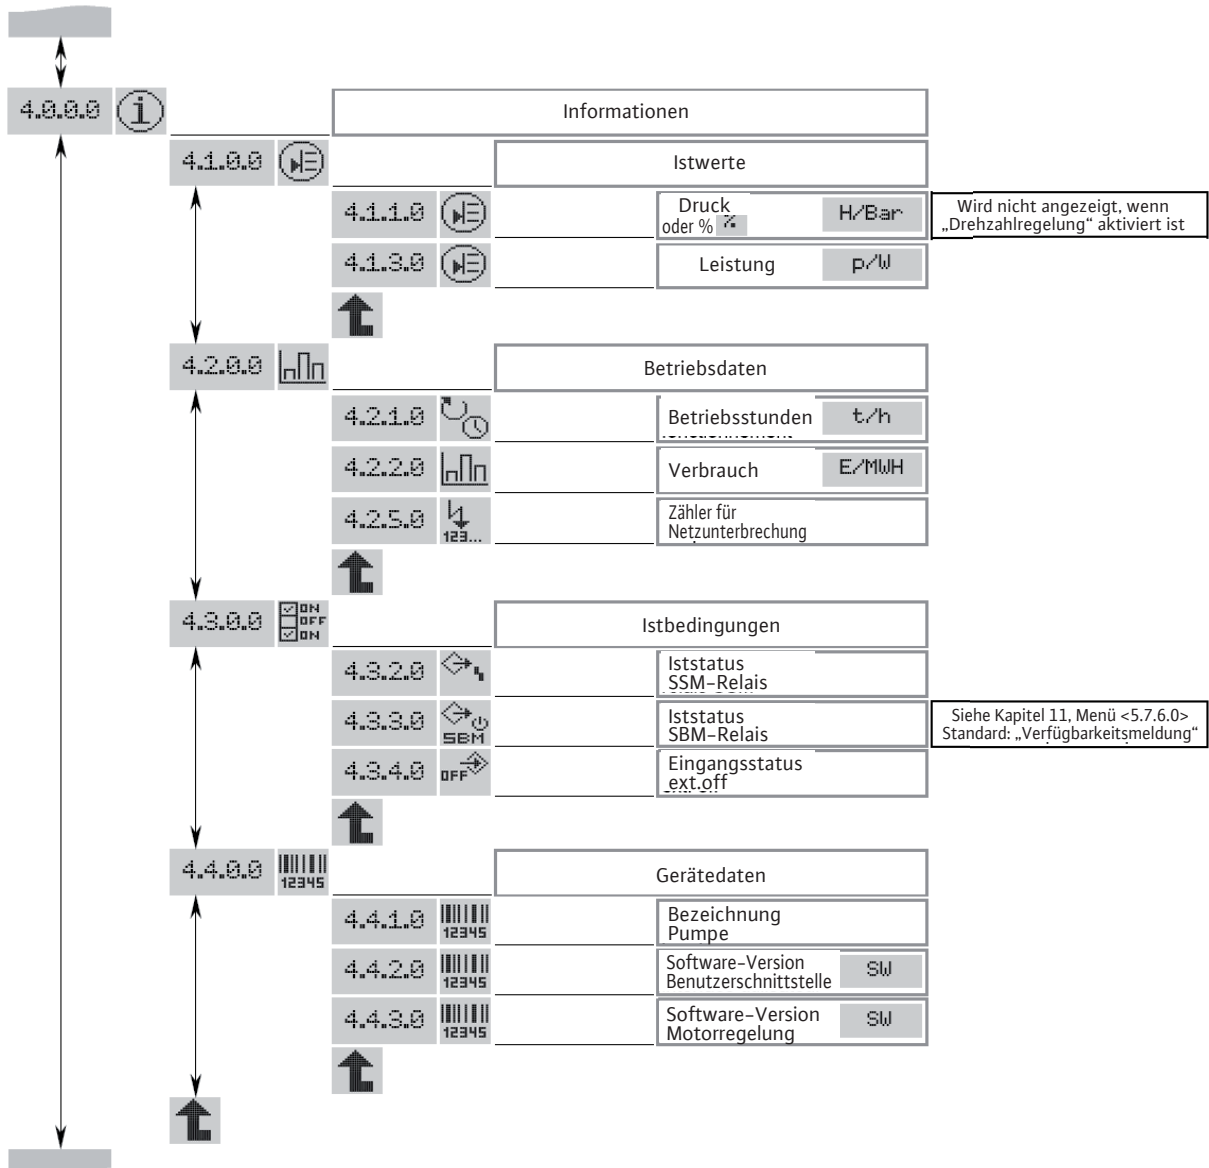 4.0.0.0 Informationen
4.1.0.0 Istwerte
4.1.1.0 Druck H/Bar
oder % %
Wird nicht angezeigt, wenn
„Drehzahlregelung“ aktiviert ist
4.1.3.0 Leistung p/W
4.2.0.0 Betriebsdaten
4.2.1.0 Betriebsstunden t/h
4.2.2.0 Verbrauch E/MWH
4.2.5.0 123... Zähler für
Netzunterbrechung
4.3.0.0 ON
OFF
ON
Istbedingungen
4.3.2.0 Iststatus
SSM-Relais
4.3.3.0 SBM Iststatus
SBM-Relais
Siehe Kapitel 11, Menü <5.7.6.0>
Standard: „Verfügbarkeitsmeldung“
4.3.4.0 OFF Eingangsstatus
ext.off
4.4.0.0 12345 Gerätedaten
4.4.1.0 12345 Bezeichnung
Pumpe
4.4.2.0 12345 Software-Version
Benutzerschnittstelle SW
4.4.3.0 12345 Software-Version
Motorregelung SW